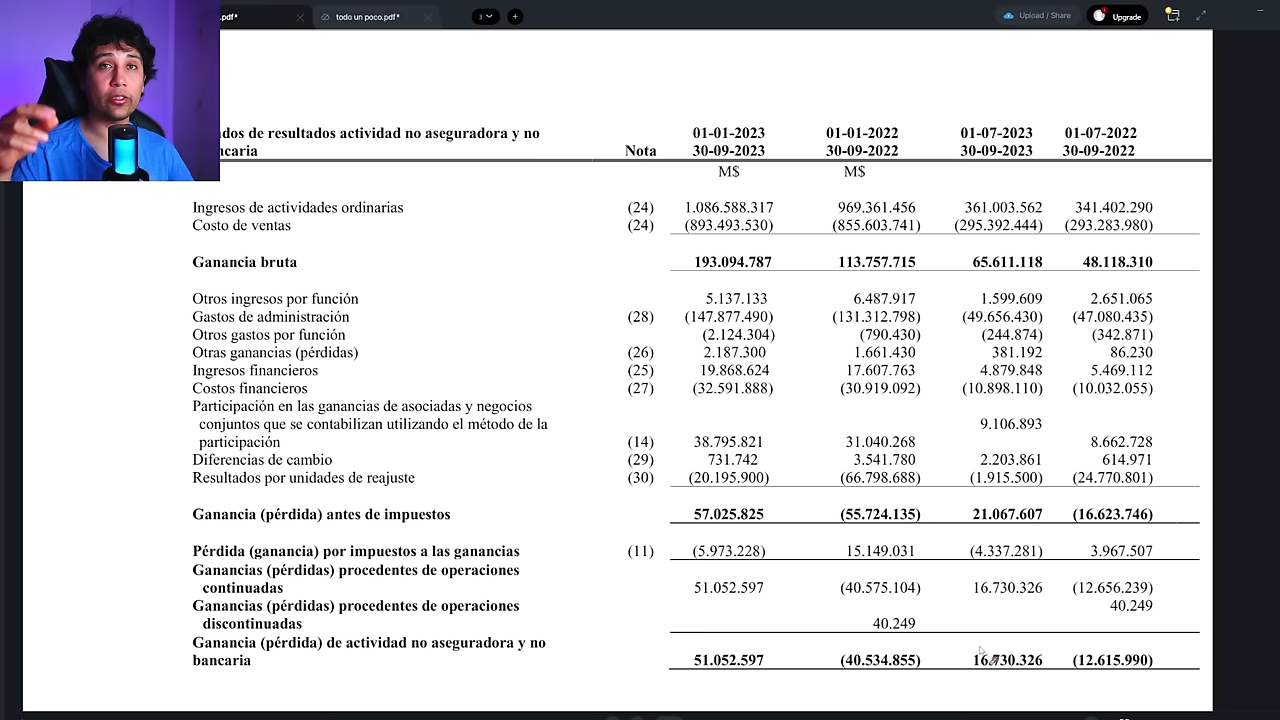 .pdf*
todo un poco.pdf*
3
+
Upload / Share
Upgrade
ados de resultados actividad no aseguradora y no
ncaria
Nota
01-01-2023 01-01-2022 01-07-2023 01-07-2022
30-09-2023 30-09-2022 30-09-2023 30-09-2022
M$ M$
Ingresos de actividades ordinarias (24) 1.086.588.317 969.361.456 361.003.562 341.402.290
Costo de ventas (24) (893.493.530) (855.603.741) (295.392.444) (293.283.980)
Ganancia bruta 193.094.787 113.757.715 65.611.118 48.118.310
Otros ingresos por función 5.137.133 6.487.917 1.599.609 2.651.065
Gastos de administración (28) (147.877.490) (131.312.798) (49.656.430) (47.080.435)
Otros gastos por función (2.124.304) (790.430) (244.874) (342.871)
Otras ganancias (pérdidas) (26) 2.187.300 1.661.430 381.192 86.230
Ingresos financieros (25) 19.868.624 17.607.763 4.879.848 5.469.112
Costos financieros (27) (32.591.888) (30.919.092) (10.898.110) (10.032.055)
Participación en las ganancias de asociadas y negocios
conjuntos que se contabilizan utilizando el método de la 9.106.893
participación (14) 38.795.821 31.040.268 8.662.728
Diferencias de cambio (29) 731.742 3.541.780 2.203.861 614.971
Resultados por unidades de reajuste (30) (20.195.900) (66.798.688) (1.915.500) (24.770.801)
Ganancia (pérdida) antes de impuestos 57.025.825 (55.724.135) 21.067.607 (16.623.746)
Pérdida (ganancia) por impuestos a las ganancias (11) (5.973.228) 15.149.031 (4.337.281) 3.967.507
Ganancias (pérdidas) procedentes de operaciones
continuadas 51.052.597 (40.575.104) 16.730.326 (12.656.239)
Ganancias (pérdidas) procedentes de operaciones 40.249
discontinuadas 40.249
Ganancia (pérdida) de actividad no aseguradora y no
bancaria 51.052.597 (40.534.855) 16.730.326 (12.615.990)